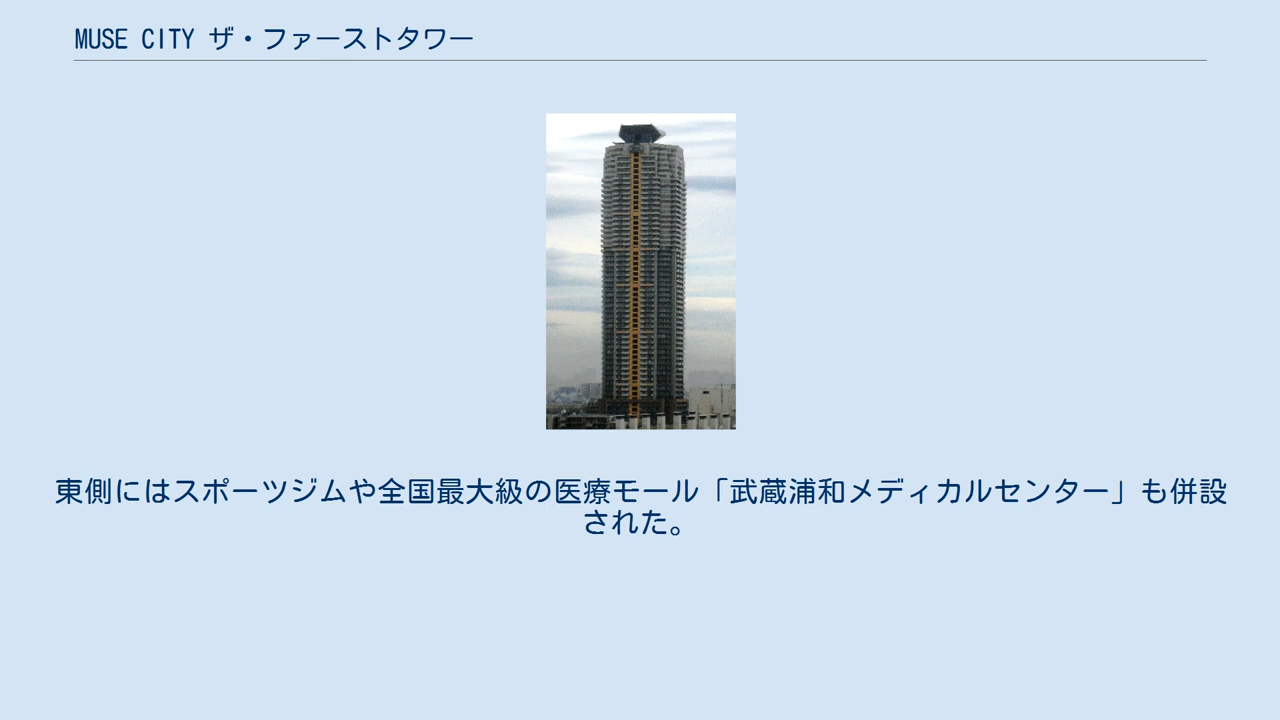 MUSE CITY ザ・ファーストタワー
東側にはスポーツジムや全国最大級の医療モール「武蔵浦和メディカルセンター」も併設
された。